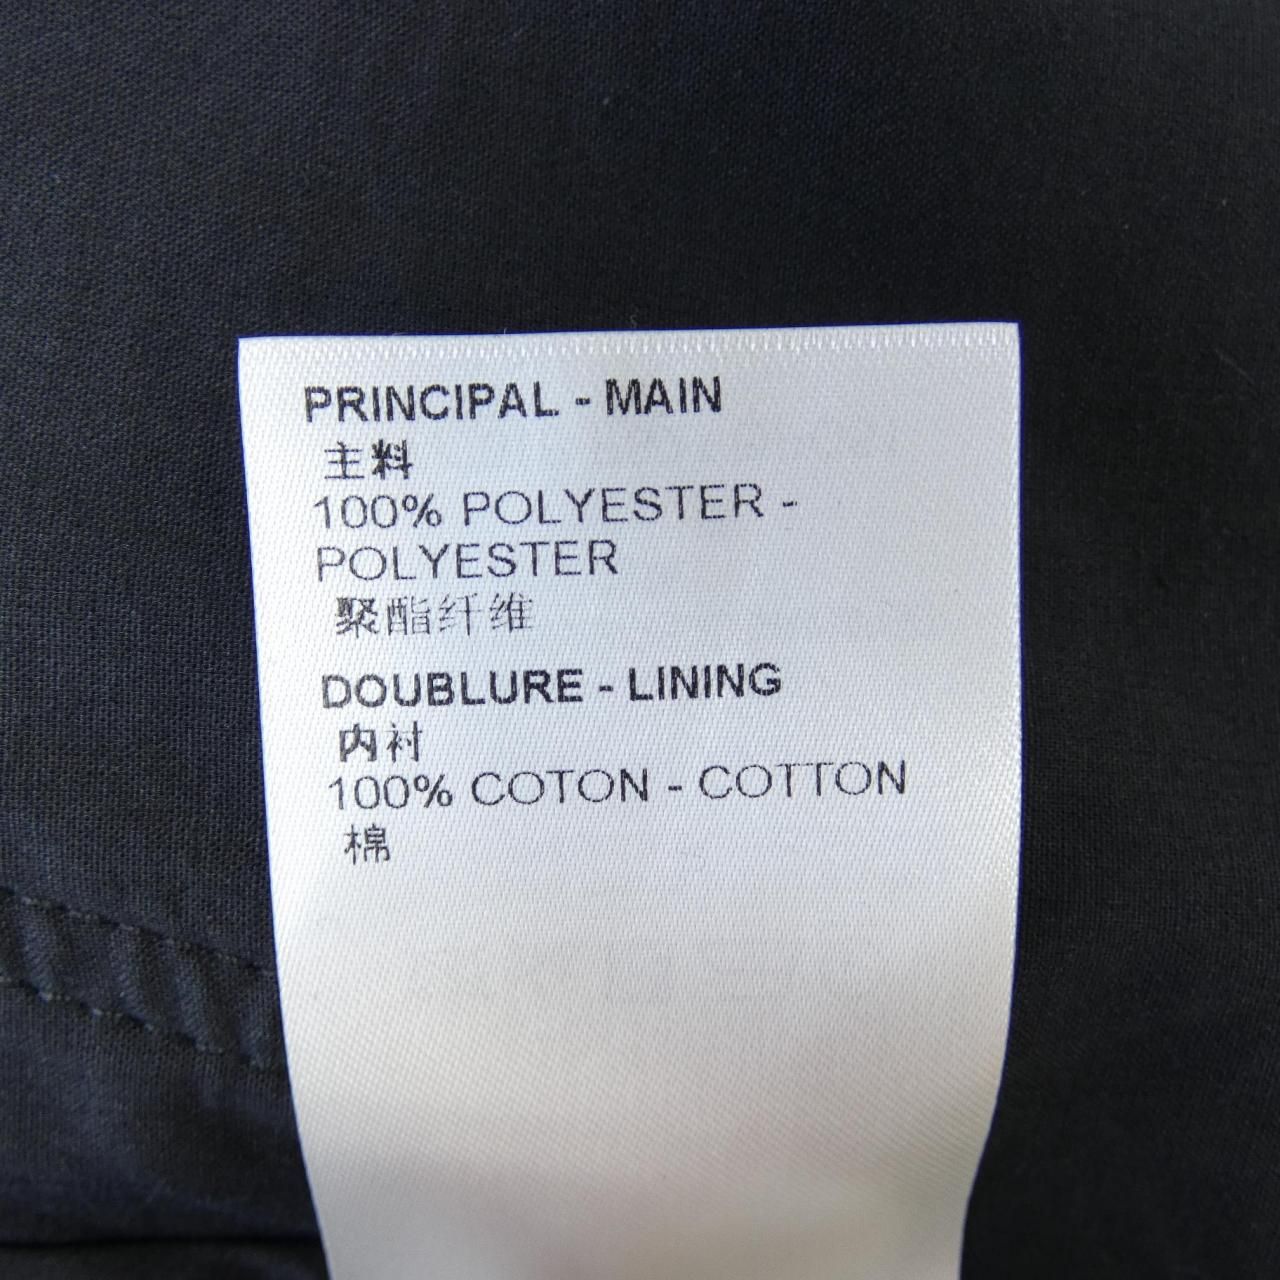 PRINCIPAL - MAIN
主料
100% POLYESTER -
POLYESTER
聚酯纤维
DOUBLURE - LINING
内衬
100% COTON - COTTON
棉